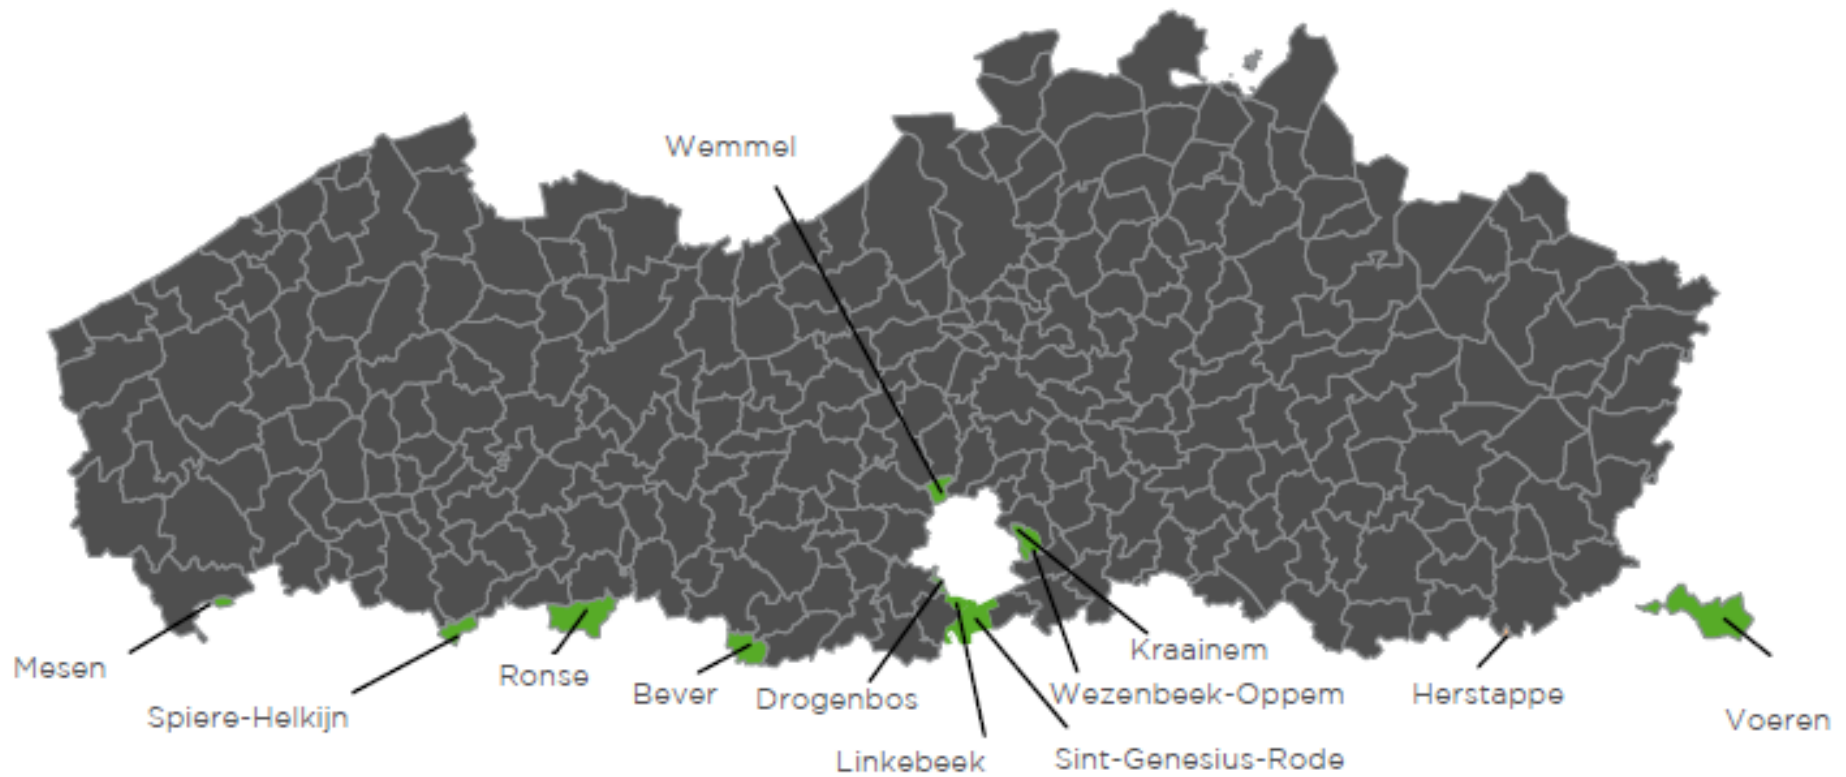 Wemmel
Kraainem
Mesen
Ronse
Bever
Drogenbos
Wezenbeek-Oppem
Herstappe
Spiere-Helkijn
Voeren
Linkebeek
Sint-Genesius-Rode